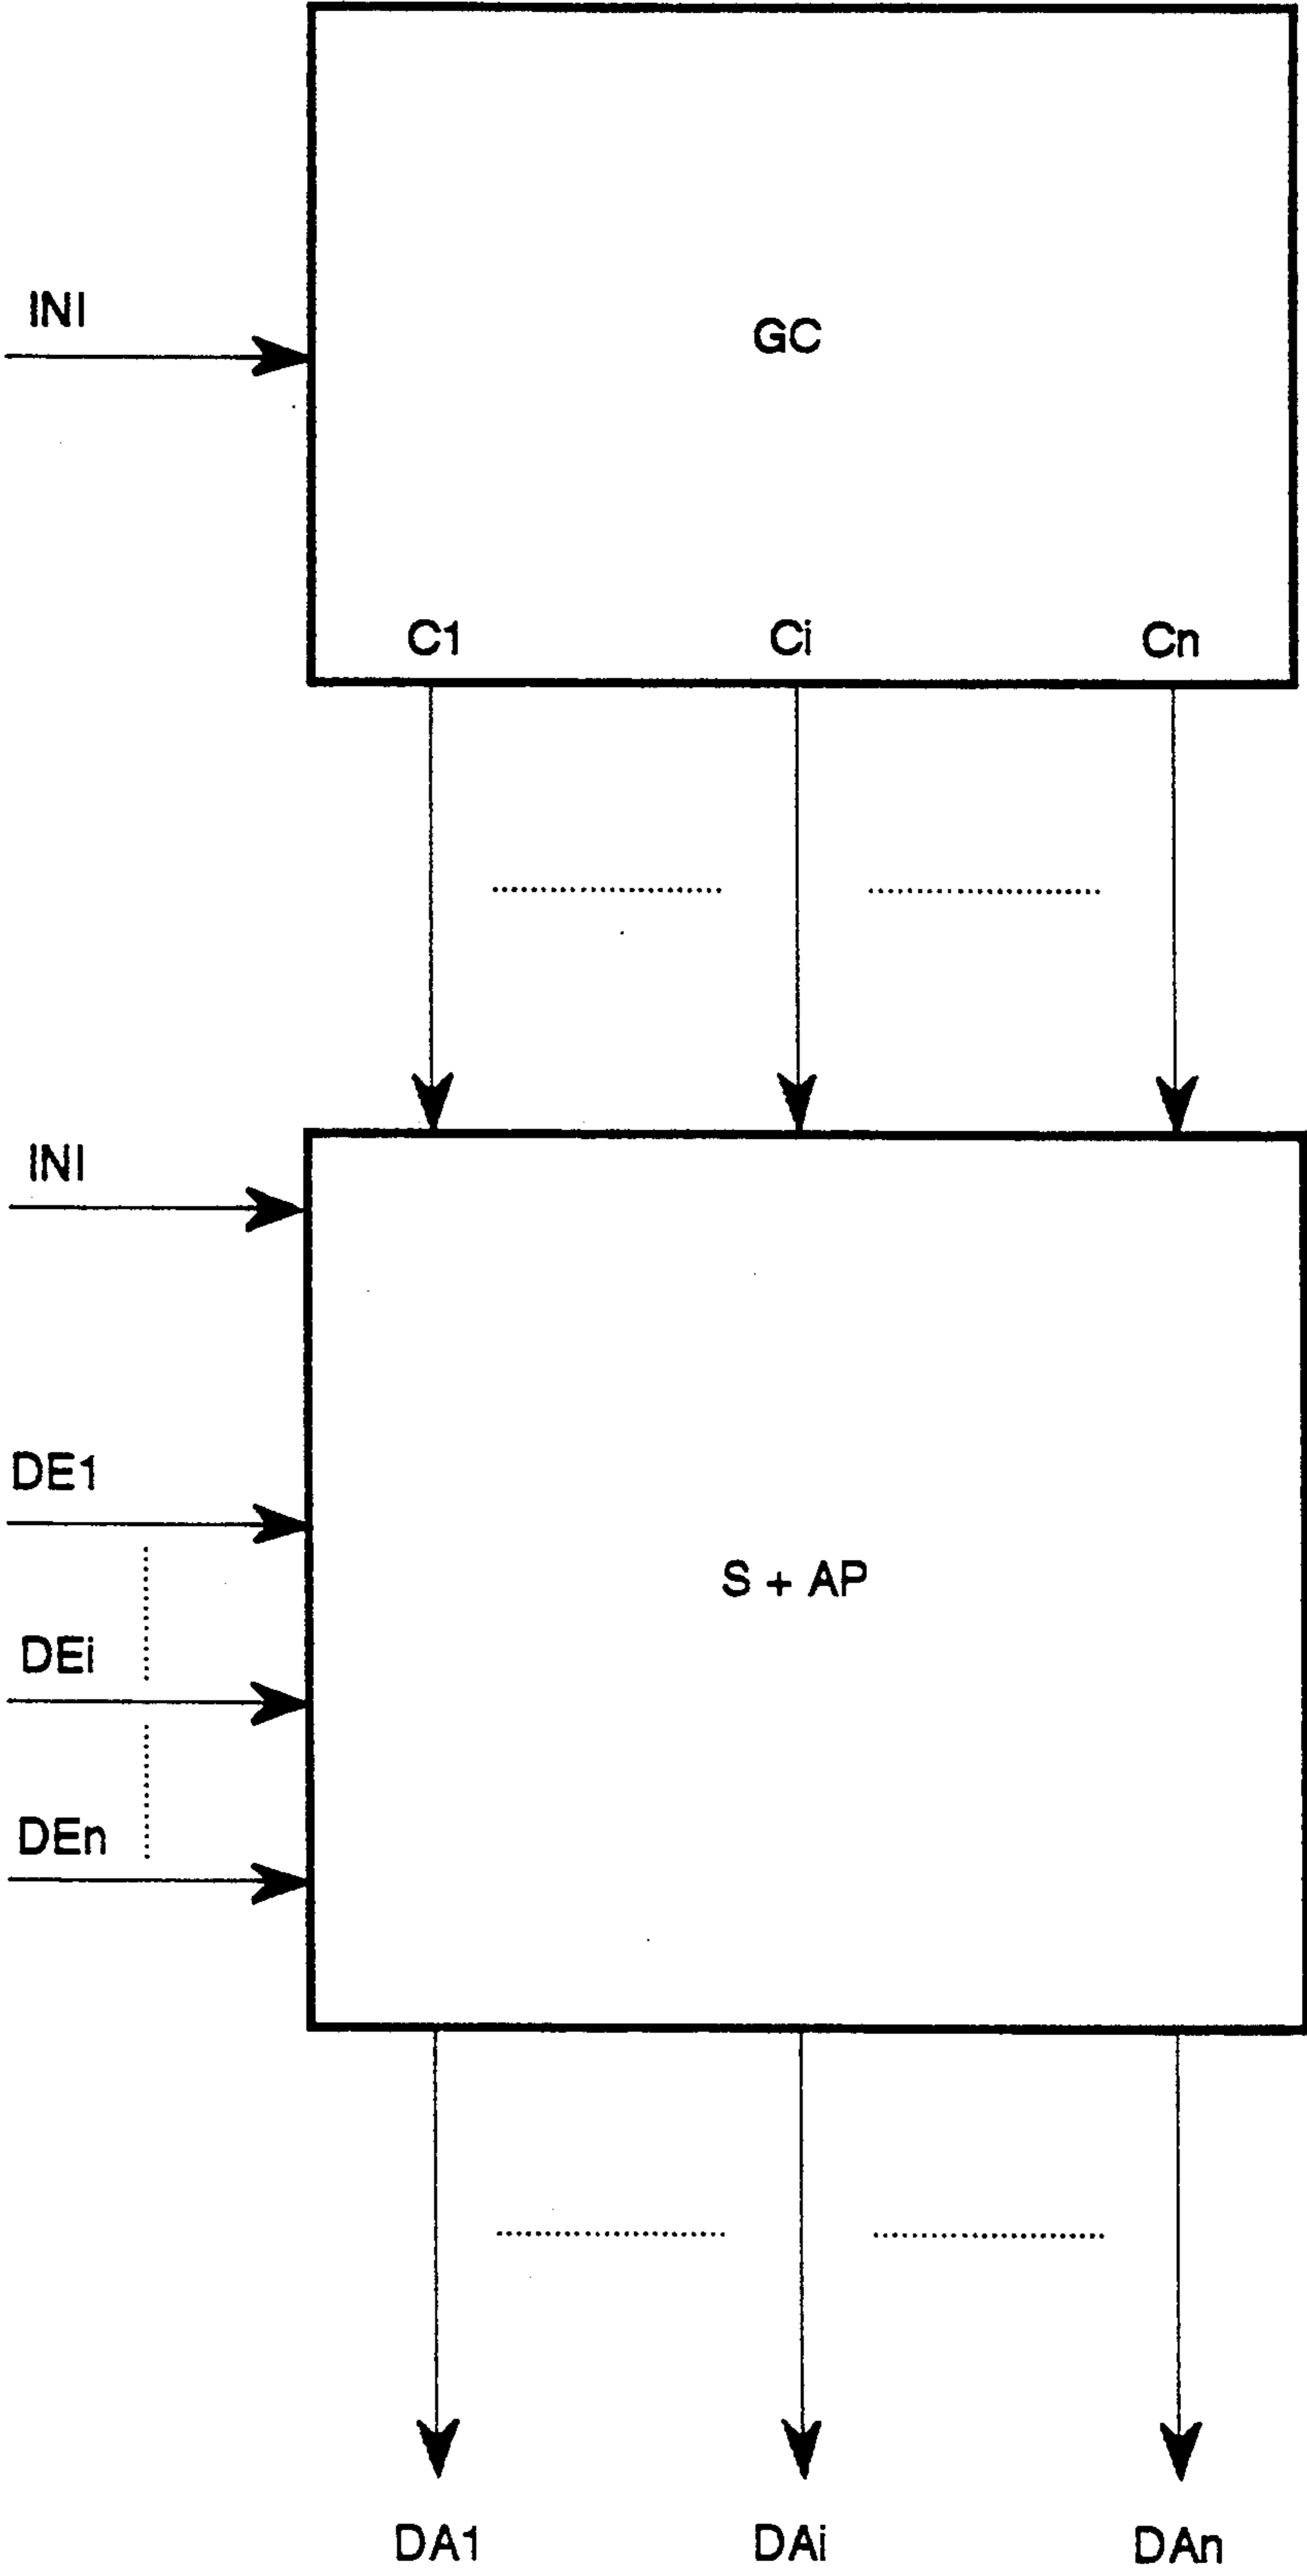 INI
GC
C1 Ci Cn
INI
DE1
S + AP
DEi
DEn
DA1 DAi DAn